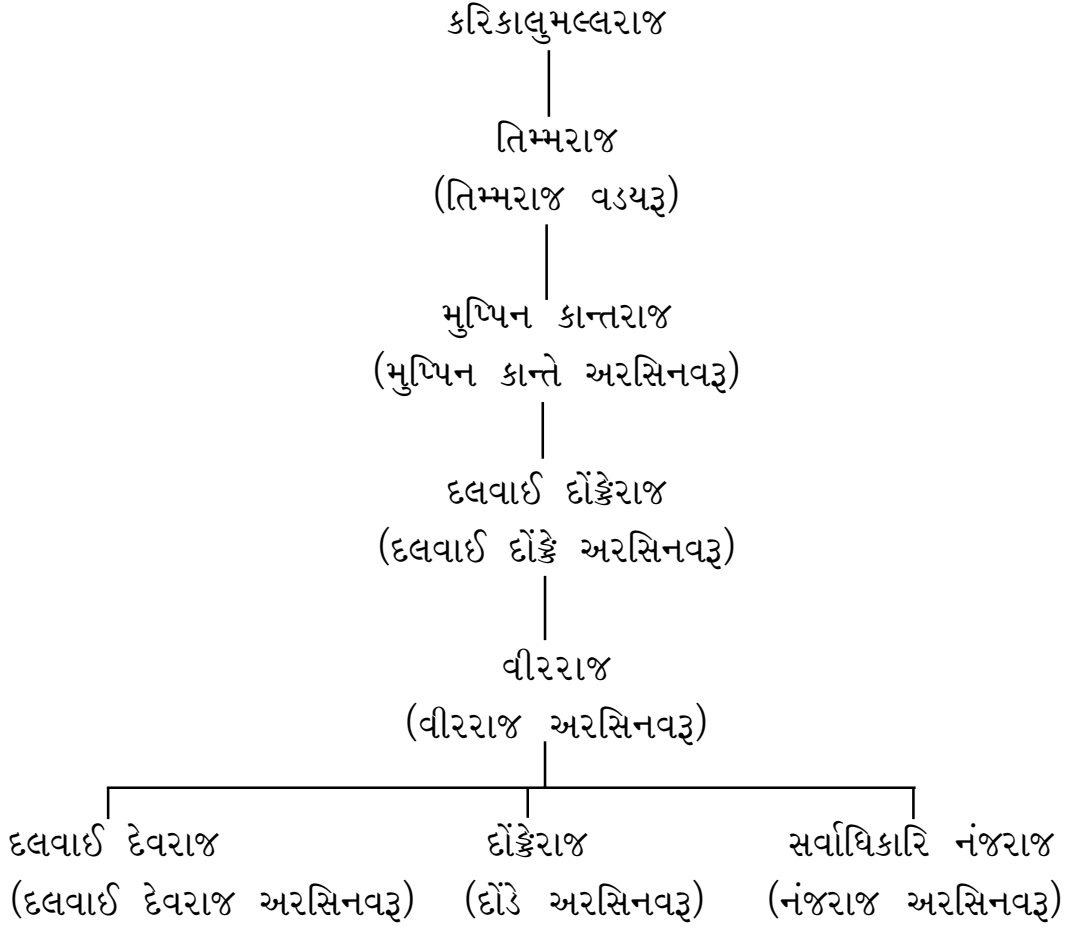 કરિકાલુમલ્લરાજ
તિમ્મરાજ
(તિમ્મરાજ વડયરૂ)
મુપ્પિન કાન્તરાજ
(મુપ્પિન કાન્તે અરસિનવરૂ)
દલવાઈ દોંડ્ડેરાજ
(દલવાઈ દોંડ્ડે અરસિનવરૂ)
વીરરાજ
(વીરરાજ અરસિનવરૂ)
દલવાઈ દેવરાજ દોંડ્ડેરાજ સર્વાધિકારિ નંજરાજ
(દલવાઈ દેવરાજ અરસિનવરૂ) (દોંડે અરસિનવરૂ) (નંજરાજ અરસિનવરૂ)